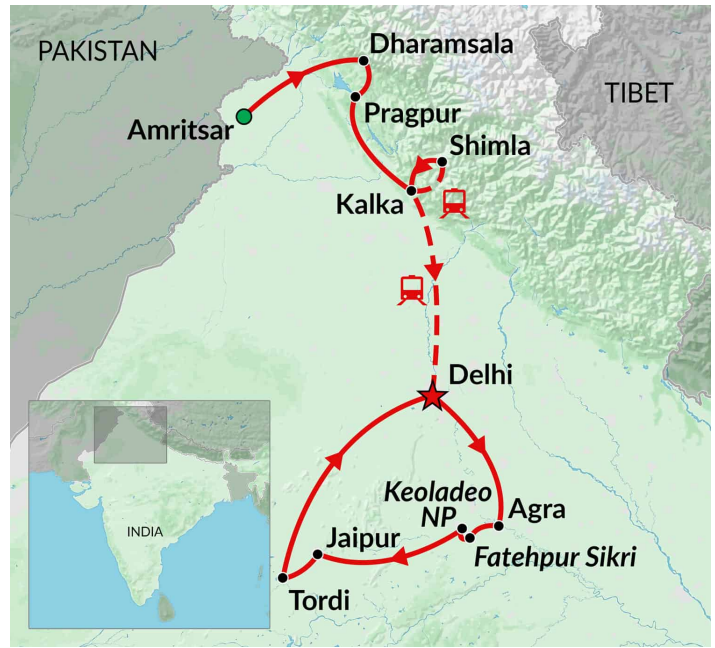 PAKISTAN
Dharamsala
TIBET
Pragpur
Amritsar
Shimla
Kalka
Delhi
Keoladeo
NP
Agra
Jaipur
Fatehpur Sikri
INDIA
Tordi